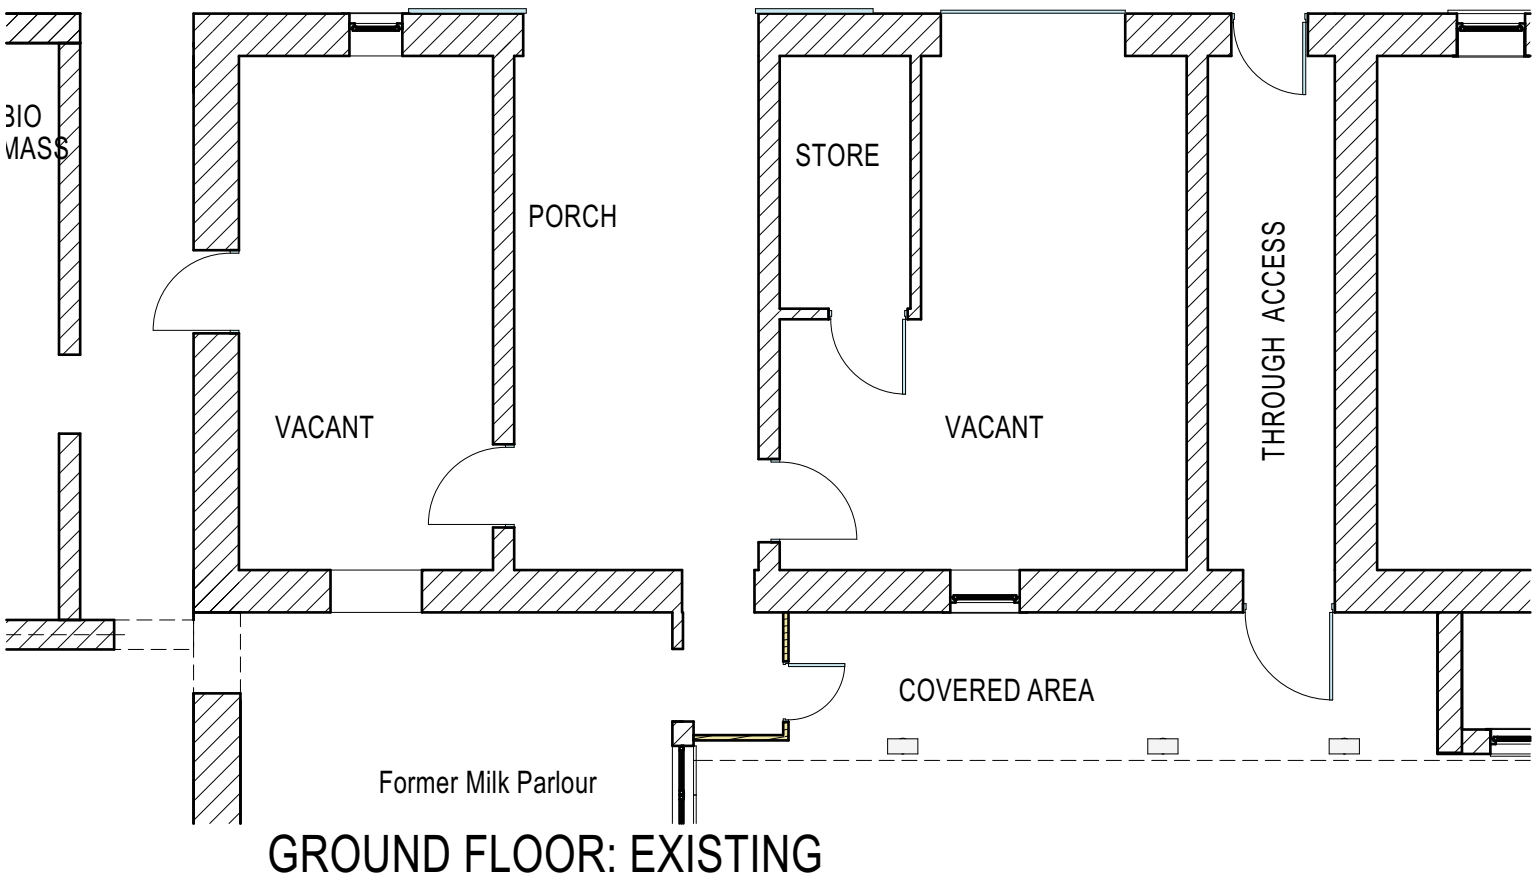 BIO
MASS
STORE
PORCH
THROUGH ACCESS
VACANT
VACANT
COVERED AREA
Former Milk Parlour
GROUND FLOOR: EXISTING